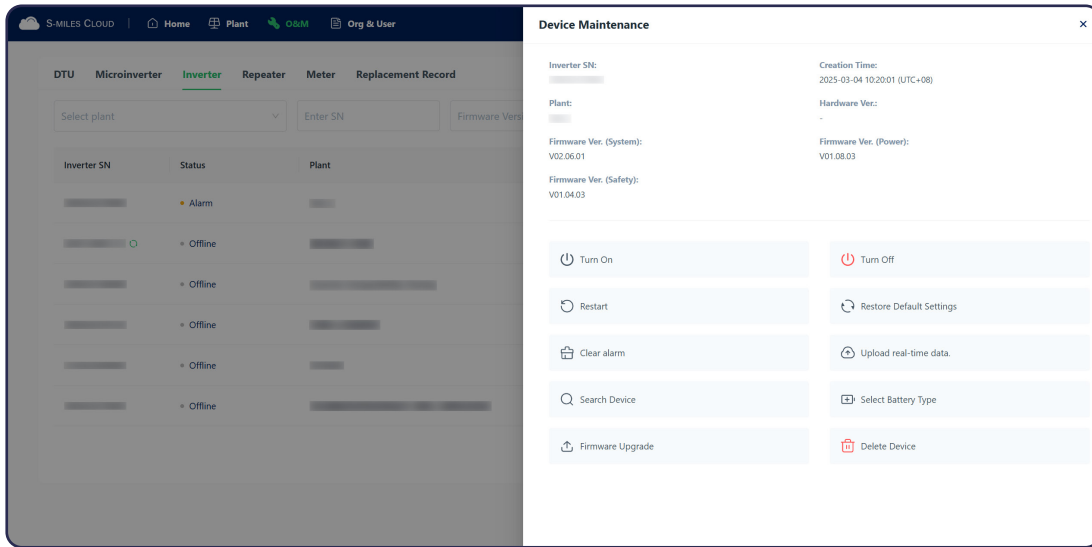 S-MILES CLOUD | Home Plant O&M Org & User
DTU Microinverter Inverter Repeater Meter Replacement Record
Select plant Enter SN Firmware Vers
Inverter SN Status Plant
Alarm
Offline
Offline
Offline
Offline
Offline
Device Maintenance
Inverter SN:
Creation Time:
2025-03-04 10:20:01 (UTC+08)
Plant:
Hardware Ver.:
-
Firmware Ver. (System):
V02.06.01
Firmware Ver. (Power):
V01.08.03
Firmware Ver. (Safety):
V01.04.03
Turn On
Turn Off
Restart
Restore Default Settings
Clear alarm
Upload real-time data.
Search Device
Select Battery Type
Firmware Upgrade
Delete Device